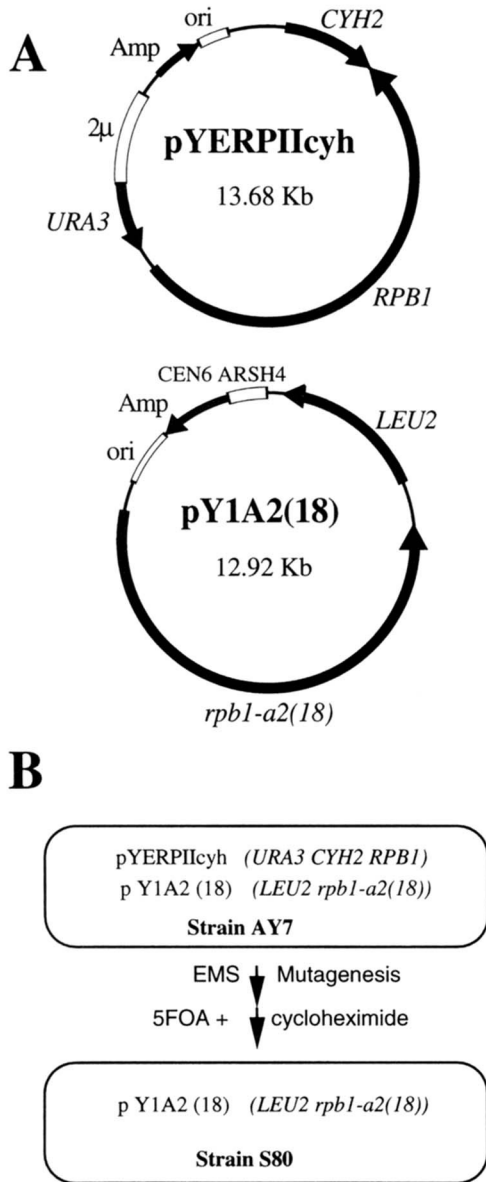 A
ori
CYH2
Amp
2μ
pYERPIIcyh
13.68 Kb
URA3
RPB1
CEN6 ARSH4
Amp
LEU2
ori
pY1A2(18)
12.92 Kb
rpb1-a2(18)
B
pYERPIIcyh (URA3 CYH2 RPB1)
p Y1A2 (18) (LEU2 rpb1-a2(18))
Strain AY7
EMS Mutagenesis
5FOA + cycloheximide
p Y1A2 (18) (LEU2 rpb1-a2(18))
Strain S80